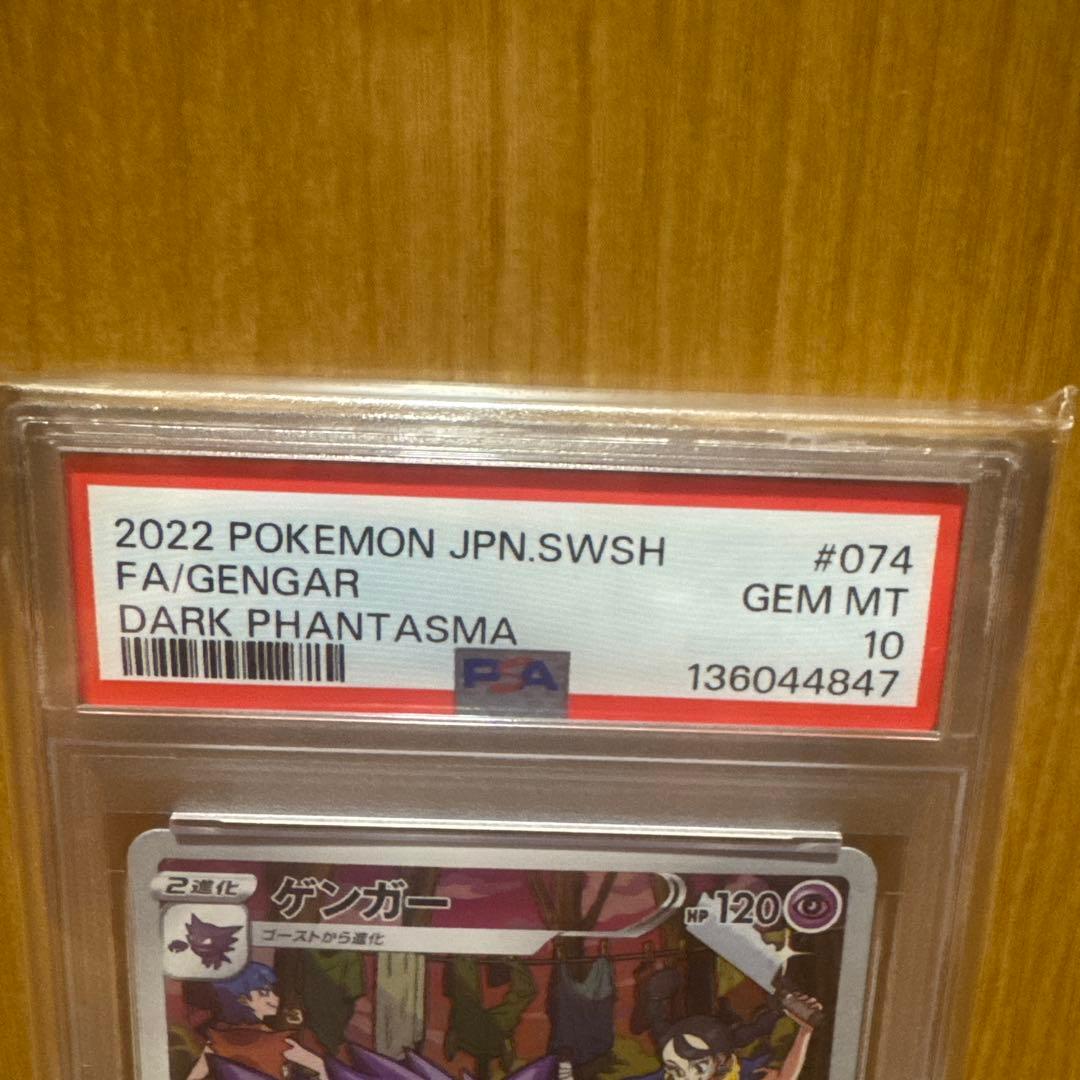 2022 POKEMON JPN.SWSH #074
FA/GENGAR GEM MT
DARK PHANTASMA 10
PSA 136044847
2進化 ゲンガー HP 120
ゴーストから進化